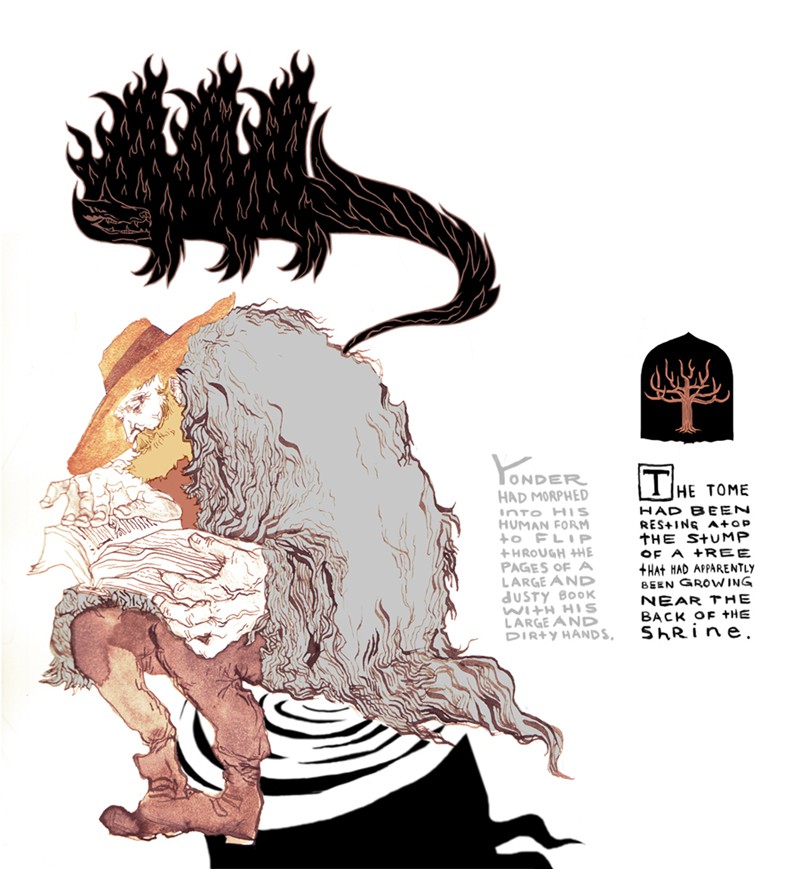 Yonder
had morphed
into his
human form
to flip
through the
pages of a
large and
dusty book
with his
large and
dirty hands.
The tome
had been
resting atop
the stump
of a tree
that had apparently
been growing
near the
back of the
shrine.